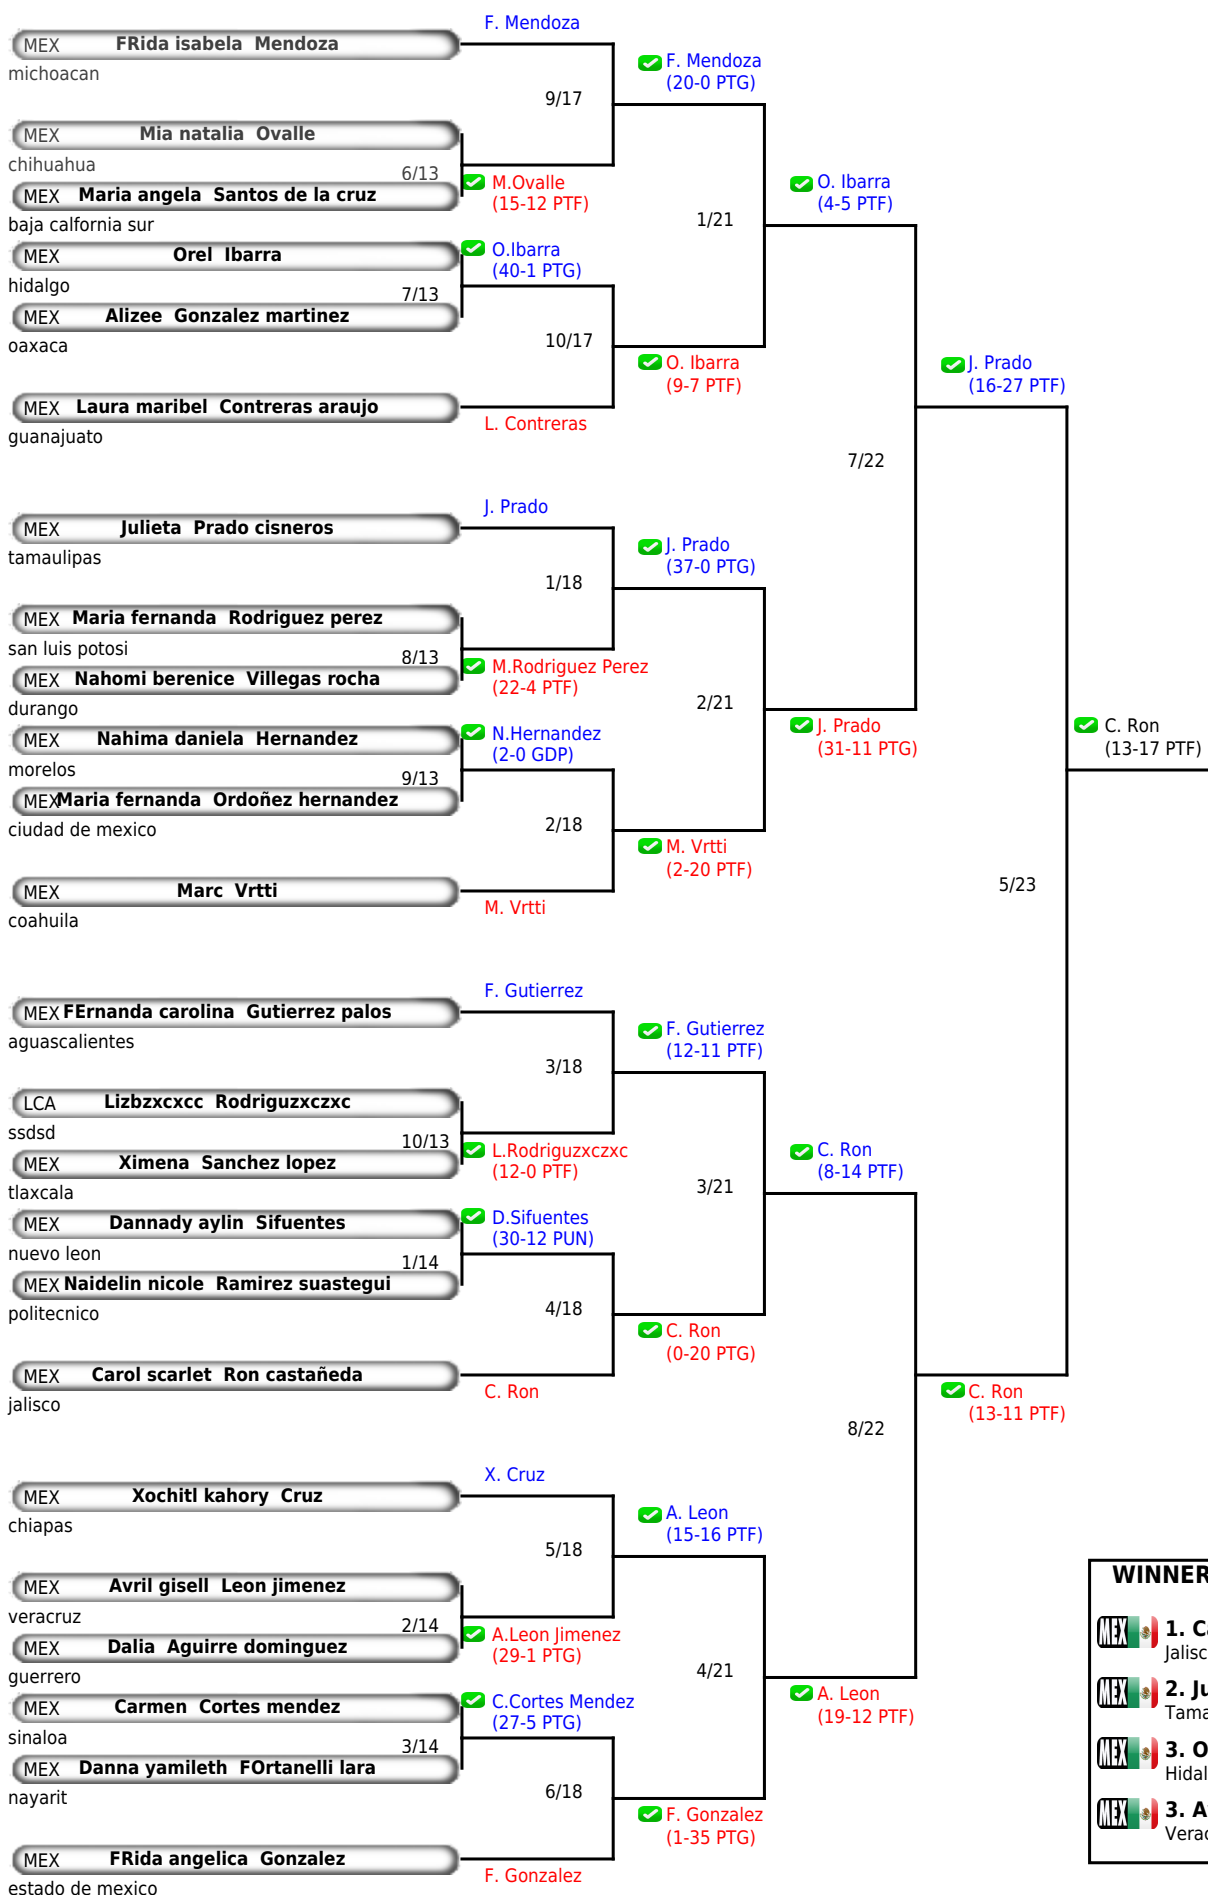 F. Mendoza
MEX FRida isabela Mendoza
michoacan
F. Mendoza
(20-0 PTG)
9/17
MEX Mia natalia Ovalle
chihuahua
6/13
MEX Maria angela Santos de la cruz
baja calfornia sur
M.Ovalle
(15-12 PTF)
O. Ibarra
(4-5 PTF)
1/21
MEX Orel Ibarra
hidalgo
O.Ibarra
(40-1 PTG)
7/13
MEX Alizee Gonzalez martinez
oaxaca
10/17
O. Ibarra
(9-7 PTF)
MEX Laura maribel Contreras araujo
guanajuato
L. Contreras
J. Prado
(16-27 PTF)
7/22
J. Prado
MEX Julieta Prado cisneros
tamaulipas
J. Prado
(37-0 PTG)
1/18
MEX Maria fernanda Rodriguez perez
san luis potosi
8/13
MEX Nahomi berenice Villegas rocha
durango
M.Rodriguez Perez
(22-4 PTF)
2/21
MEX Nahima daniela Hernandez
morelos
N.Hernandez
(2-0 GDP)
J. Prado
(31-11 PTG)
C. Ron
(13-17 PTF)
9/13
MEX Maria fernanda Ordoñez hernandez
ciudad de mexico
2/18
M. Vrtti
(2-20 PTF)
MEX Marc Vrtti
coahuila
M. Vrtti
5/23
F. Gutierrez
MEX FErnanda carolina Gutierrez palos
aguascalientes
F. Gutierrez
(12-11 PTF)
3/18
LCA Lizbzxcxcc Rodriguzxczxc
ssdsd
10/13
MEX Ximena Sanchez lopez
tlaxcala
L.Rodriguzxczxc
(12-0 PTF)
C. Ron
(8-14 PTF)
3/21
MEX Dannady aylin Sifuentes
nuevo leon
D.Sifuentes
(30-12 PUN)
1/14
MEX Naidelin nicole Ramirez suastegui
politecnico
4/18
C. Ron
(0-20 PTG)
MEX Carol scarlet Ron castañeda
jalisco
C. Ron
C. Ron
(13-11 PTF)
8/22
X. Cruz
MEX Xochitl kahory Cruz
chiapas
A. Leon
(15-16 PTF)
5/18
MEX Avril gisell Leon jimenez
veracruz
2/14
MEX Dalia Aguirre dominguez
guerrero
A.Leon Jimenez
(29-1 PTG)
4/21
MEX Carmen Cortes mendez
sinaloa
C.Cortes Mendez
(27-5 PTG)
A. Leon
(19-12 PTF)
3/14
MEX Danna yamileth FOrtanelli lara
nayarit
6/18
F. Gonzalez
(1-35 PTG)
MEX FRida angelica Gonzalez
estado de mexico
F. Gonzalez
WINNER
MEX 1. Ca
Jalisc
MEX 2. Ju
Tama
MEX 3. O
Hidal
MEX 3. A
Verac